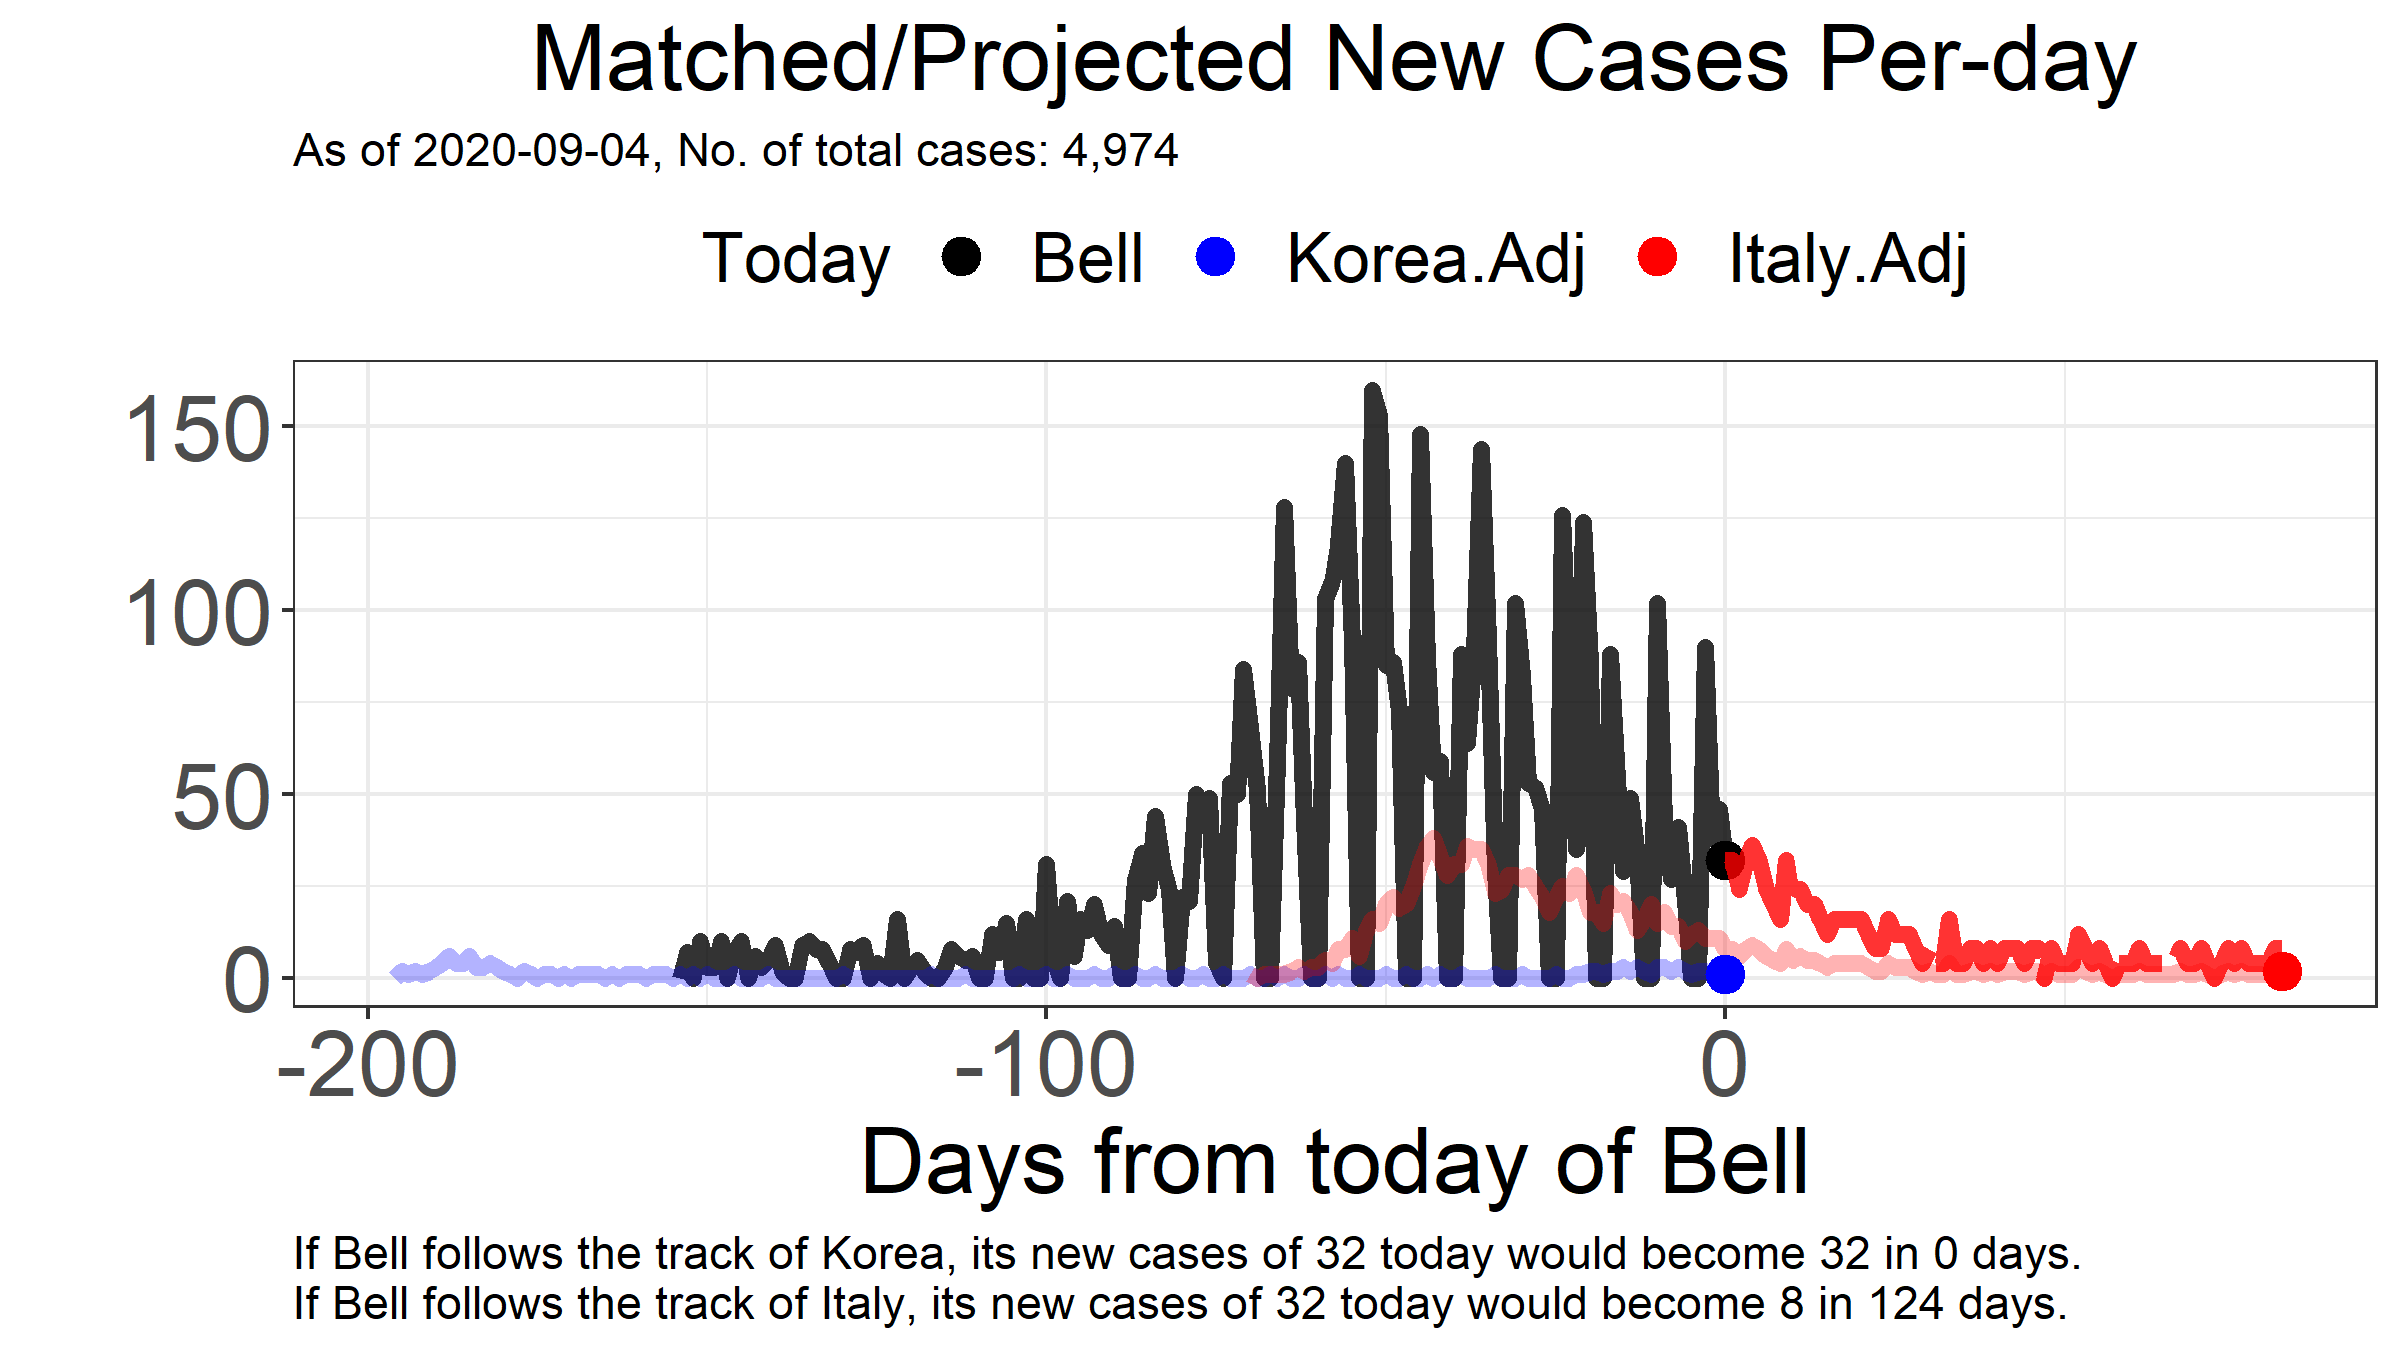 Matched/Projected New Cases Per-day
As of 2020-09-04, No. of total cases: 4,974
Today Bell Korea.Adj Italy.Adj
150
100
50
0
-200 -100 0
Days from today of Bell
If Bell follows the track of Korea, its new cases of 32 today would become 32 in 0 days.
If Bell follows the track of Italy, its new cases of 32 today would become 8 in 124 days.